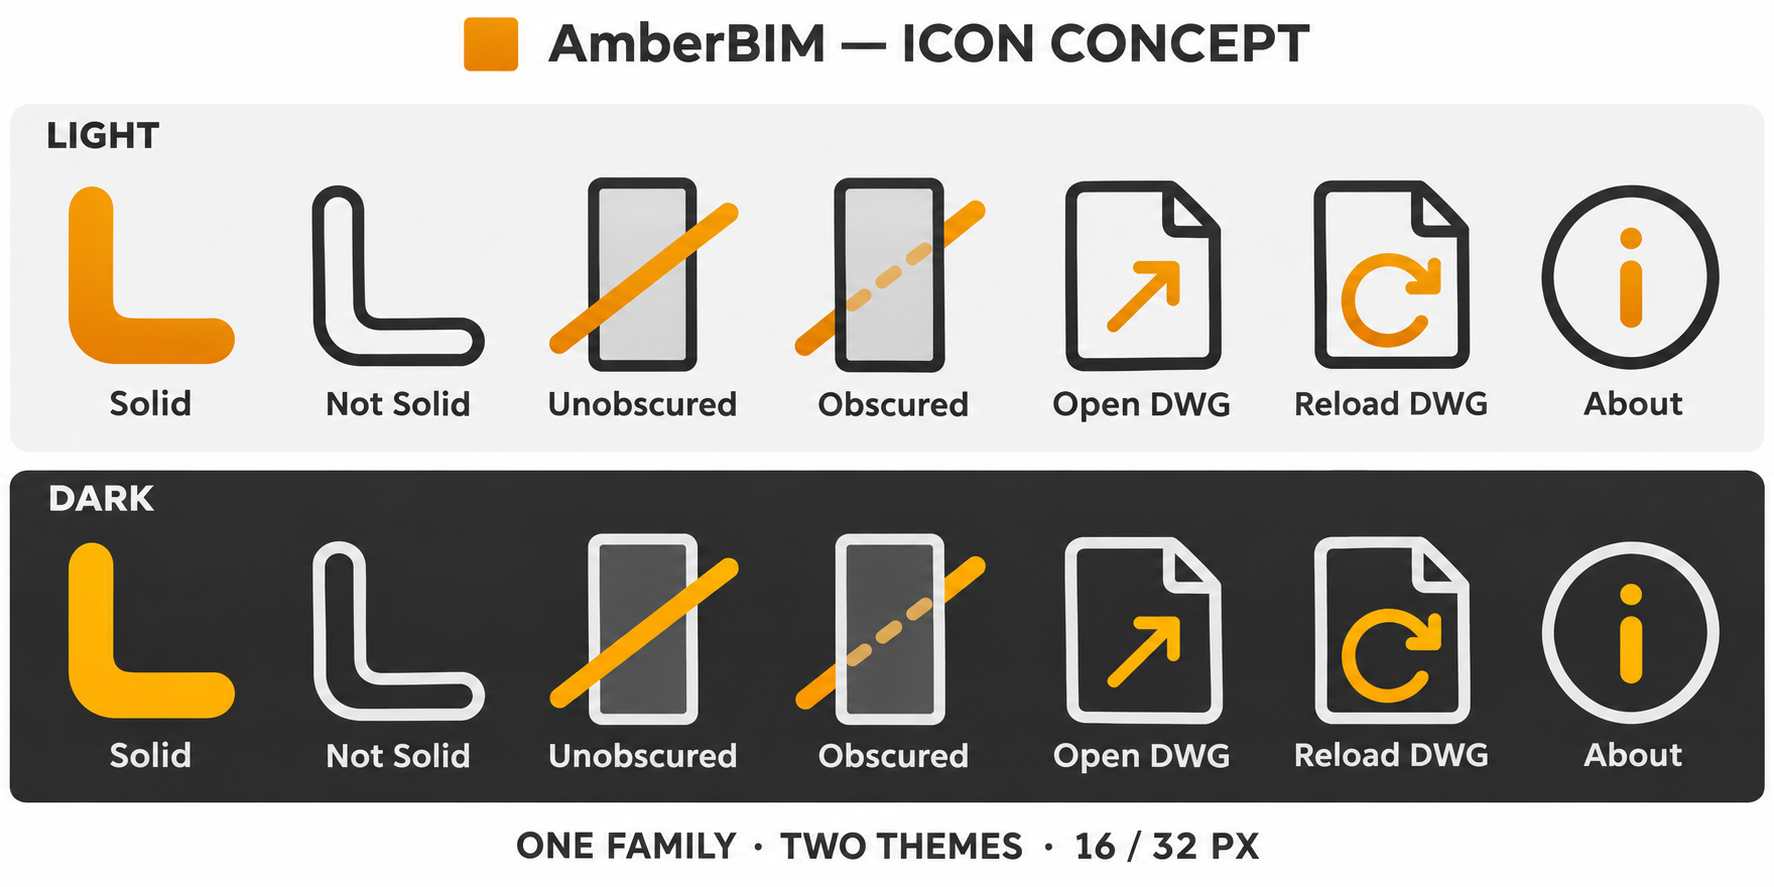 AmberBIM — ICON CONCEPT
LIGHT
Solid Not Solid Unobscured Obscured Open DWG Reload DWG About
DARK
Solid Not Solid Unobscured Obscured Open DWG Reload DWG About
ONE FAMILY · TWO THEMES · 16 / 32 PX